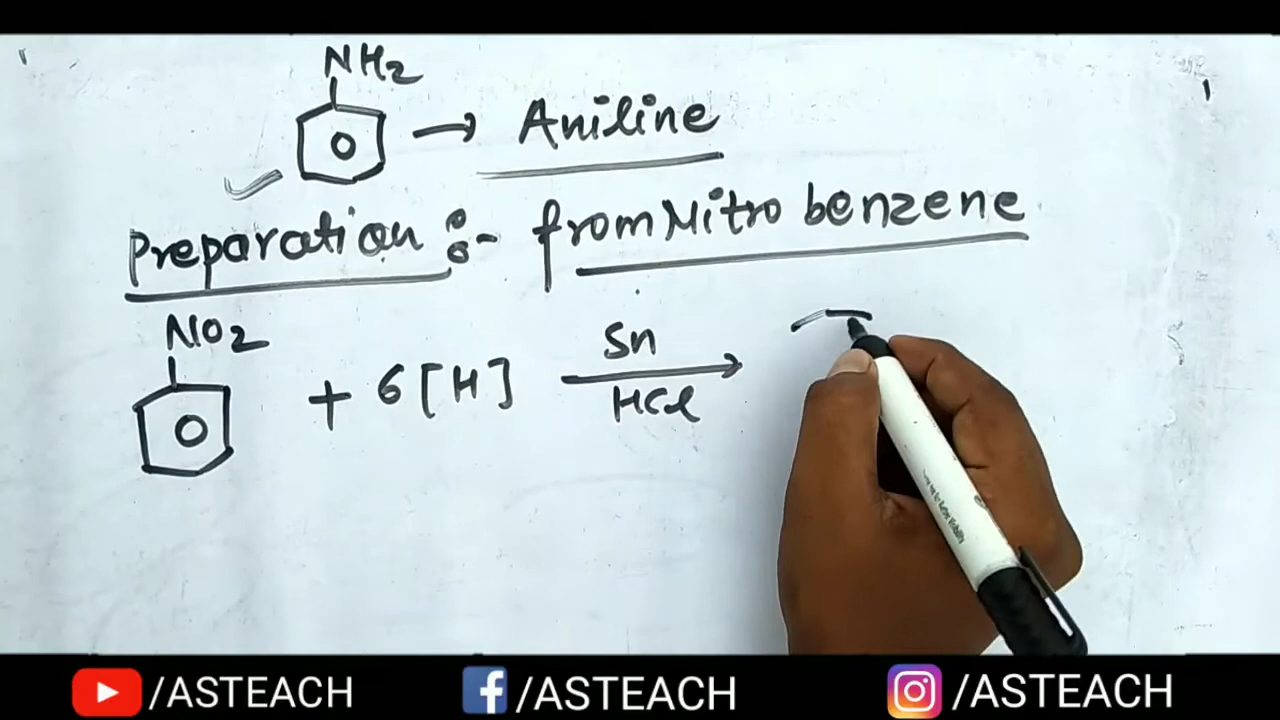 NH2
→ Aniline
Preparation :- from Nitro benzene
NO2
+ 6 [H] Sn → HCl
/ASTEACH /ASTEACH /ASTEACH